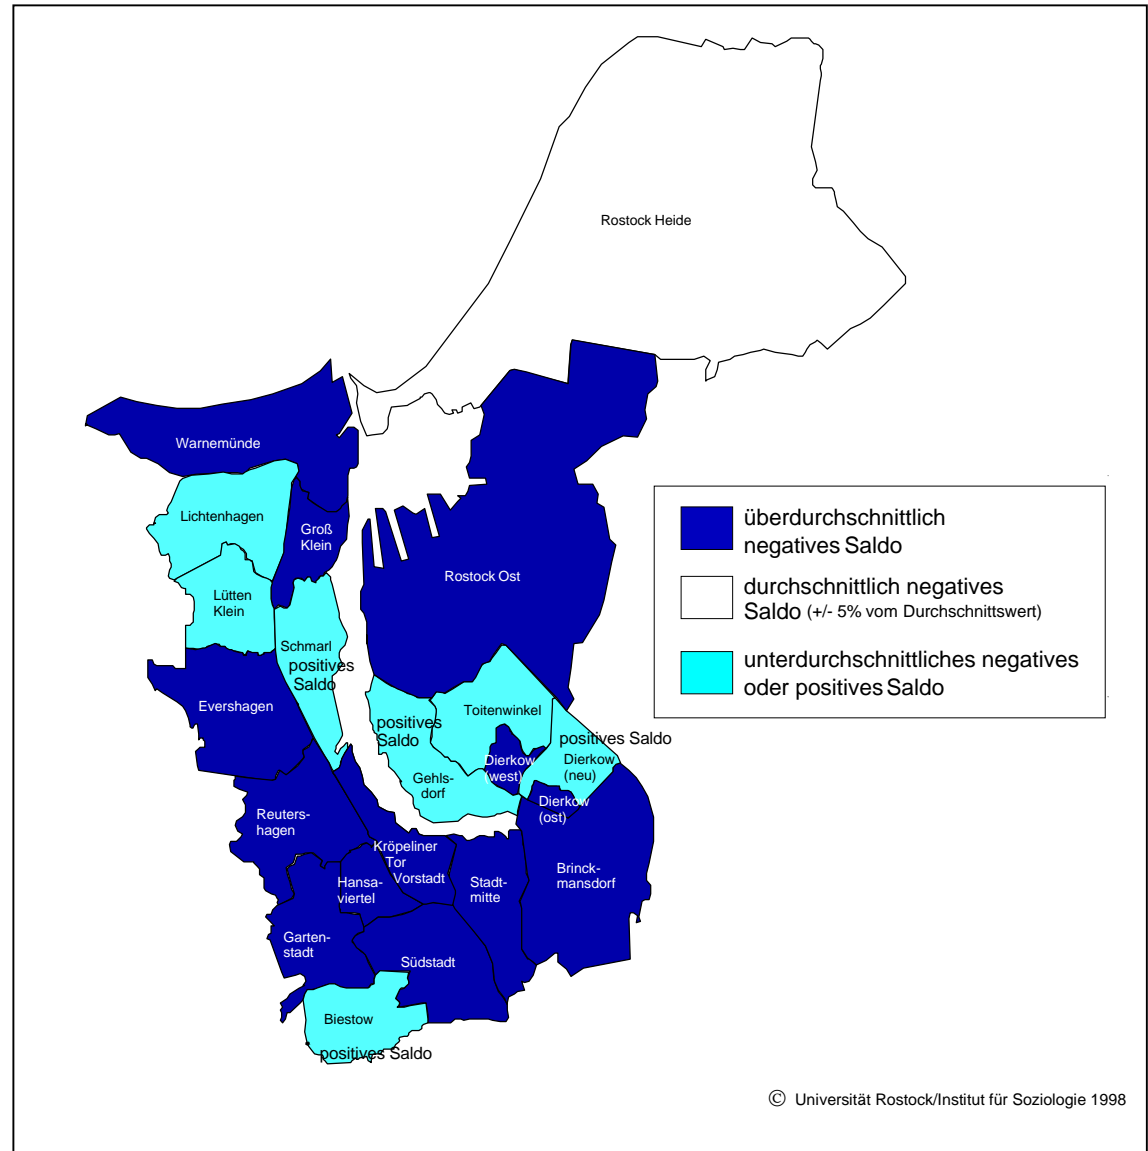 Rostock Heide
Warnemünde
Lichtenhagen
Groß
Klein
Rostock Ost
Lütten
Klein
Schmarl
positives
Saldo
Evershagen
Toitenwinkel
positives
Saldo
positives Saldo
Dierkow
(west)
Dierkow
(neu)
Gehls-
dorf
Dierkow
(ost)
Reuters-
hagen
Kröpeliner
Tor
Vorstadt
Hansa-
viertel
Stadt-
mitte
Brinck-
mansdorf
Garten-
stadt
Südstadt
Biestow
positives Saldo
überdurchschnittlich
negatives Saldo
durchschnittlich negatives
Saldo (+/- 5% vom Durchschnittswert)
unterdurchschnittliches negatives
oder positives Saldo
© Universität Rostock/Institut für Soziologie 1998